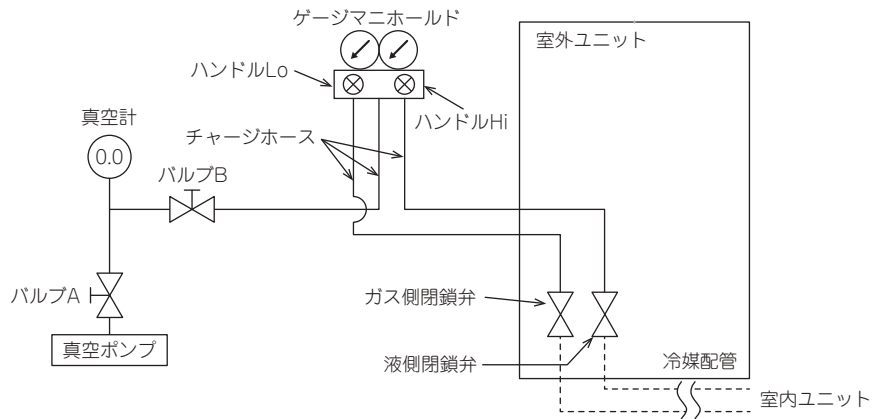 ゲージマニホールド
室外ユニット
ハンドルLo
ハンドルHi
真空計
チャージホース
0.0
バルブB
バルブA
ガス側閉鎖弁
真空ポンプ
液側閉鎖弁
冷媒配管
室内ユニット